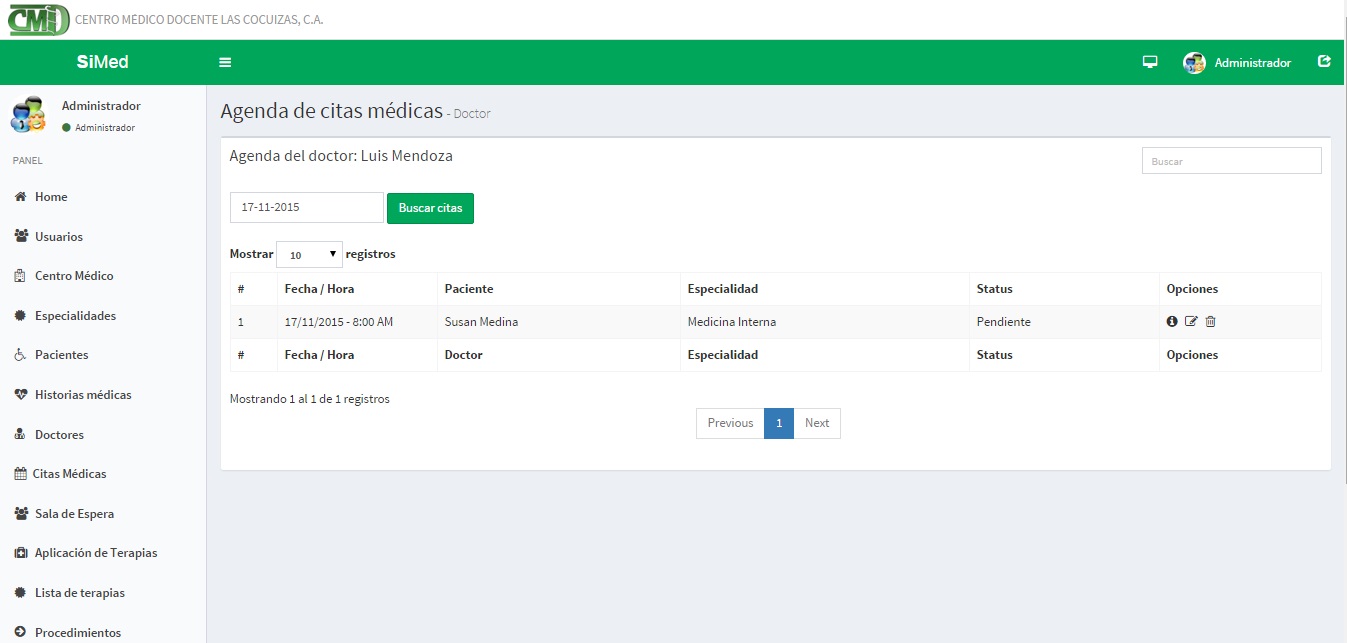 CMD CENTRO MÉDICO DOCENTE LAS COCUIZAS, C.A.
SiMed Administrador
Administrador
Administrador
PANEL
Home
Usuarios
Centro Médico
Especialidades
Pacientes
Historias médicas
Doctores
Citas Médicas
Sala de Espera
Aplicación de Terapias
Lista de terapias
Procedimientos
Agenda de citas médicas - Doctor
Agenda del doctor: Luis Mendoza Buscar
17-11-2015 Buscar citas
Mostrar 10 registros
# Fecha / Hora Paciente Especialidad Status Opciones
1 17/11/2015 - 8:00 AM Susan Medina Medicina Interna Pendiente
# Fecha / Hora Doctor Especialidad Status Opciones
Mostrando 1 al 1 de 1 registros
Previous 1 Next